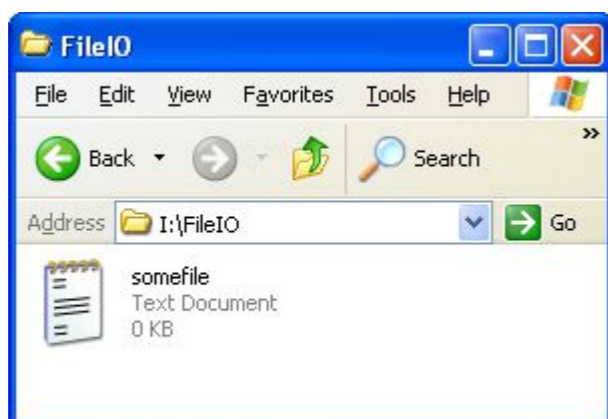 FileIO
File Edit View Favorites Tools Help
Back Search »
Address I:\FileIO Go
somefile
Text Document
0 KB